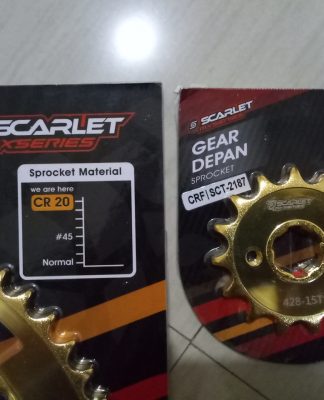 SCARLET
XSERIES
Sprocket Material
we are here
CR 20
#45
Normal
SCARLET
GEAR
DEPAN
SPROCKET
CRF | SCT-2187
SCARLET
428-15T